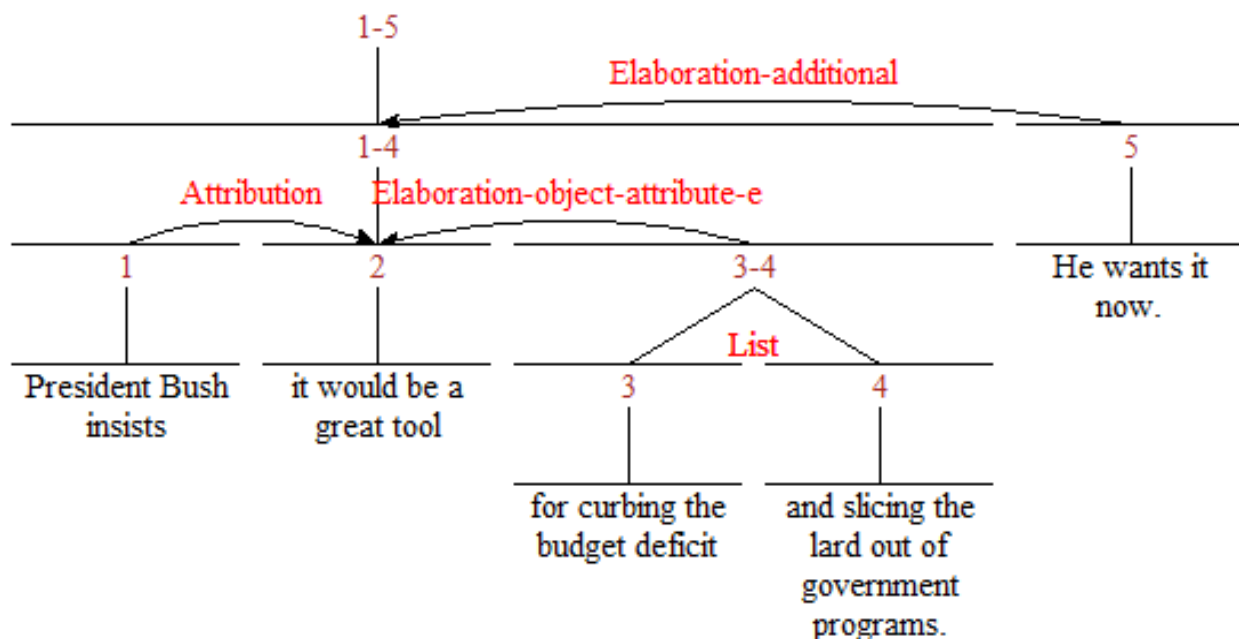 1-5
Elaboration-additional
1-4
5
Attribution
Elaboration-object-attribute-e
1
2
3-4
He wants it
now.
List
President Bush
insists
it would be a
great tool
3
4
for curbing the
budget deficit
and slicing the
lard out of
government
programs.